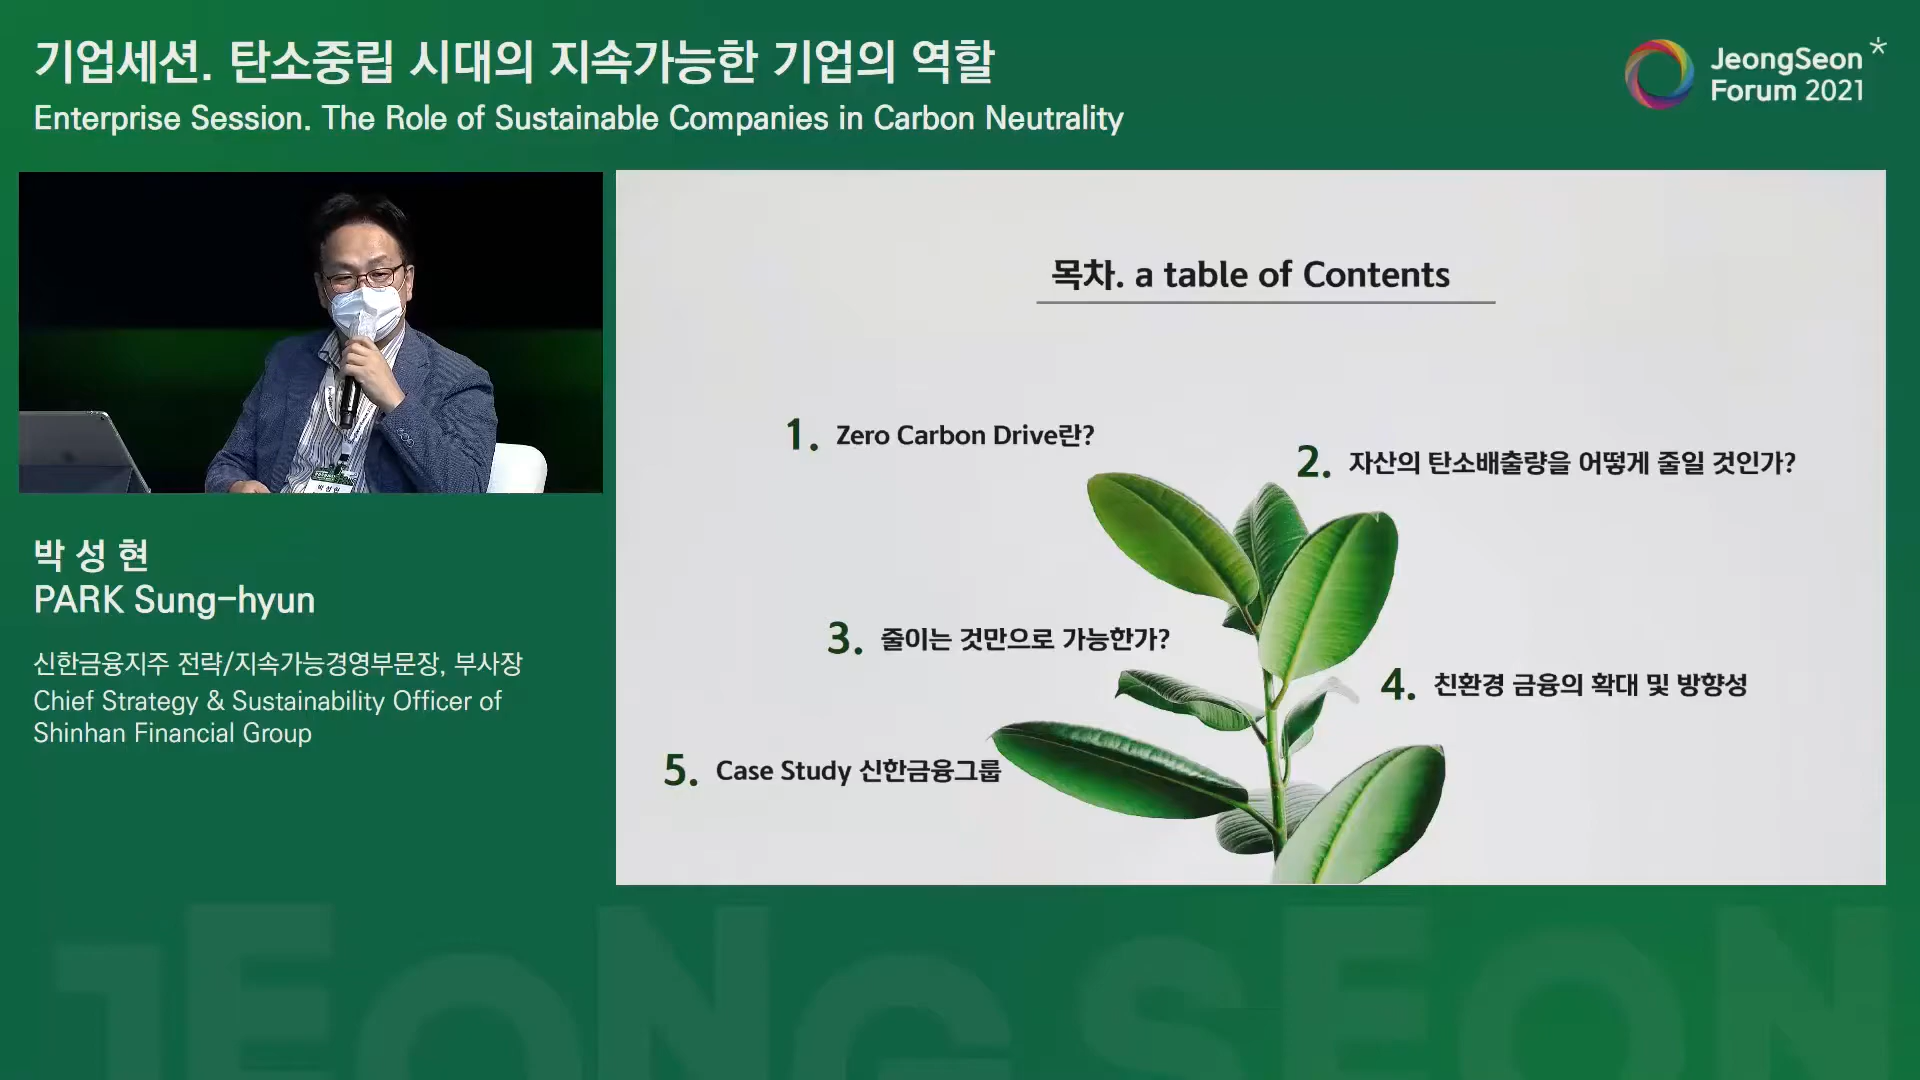 기업세션. 탄소중립 시대의 지속가능한 기업의 역할
Enterprise Session. The Role of Sustainable Companies in Carbon Neutrality
JeongSeon*
Forum 2021
박성현
박 성 현
PARK Sung-hyun
신한금융지주 전략/지속가능경영부문장, 부사장
Chief Strategy & Sustainability Officer of
Shinhan Financial Group
목차. a table of Contents
1. Zero Carbon Drive란?
2. 자산의 탄소배출량을 어떻게 줄일 것인가?
3. 줄이는 것만으로 가능한가?
4. 친환경 금융의 확대 및 방향성
5. Case Study 신한금융그룹
JEONGSEON